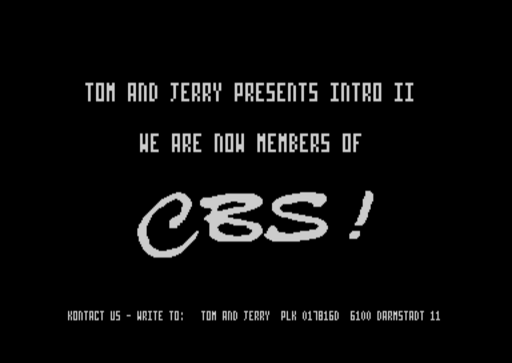 TOM AND JERRY PRESENTS INTRO II
WE ARE NOW MEMBERS OF
CBS!
KONTACT US - WRITE TO: TOM AND JERRY PLK 017816D 6100 DARMSTADT 11